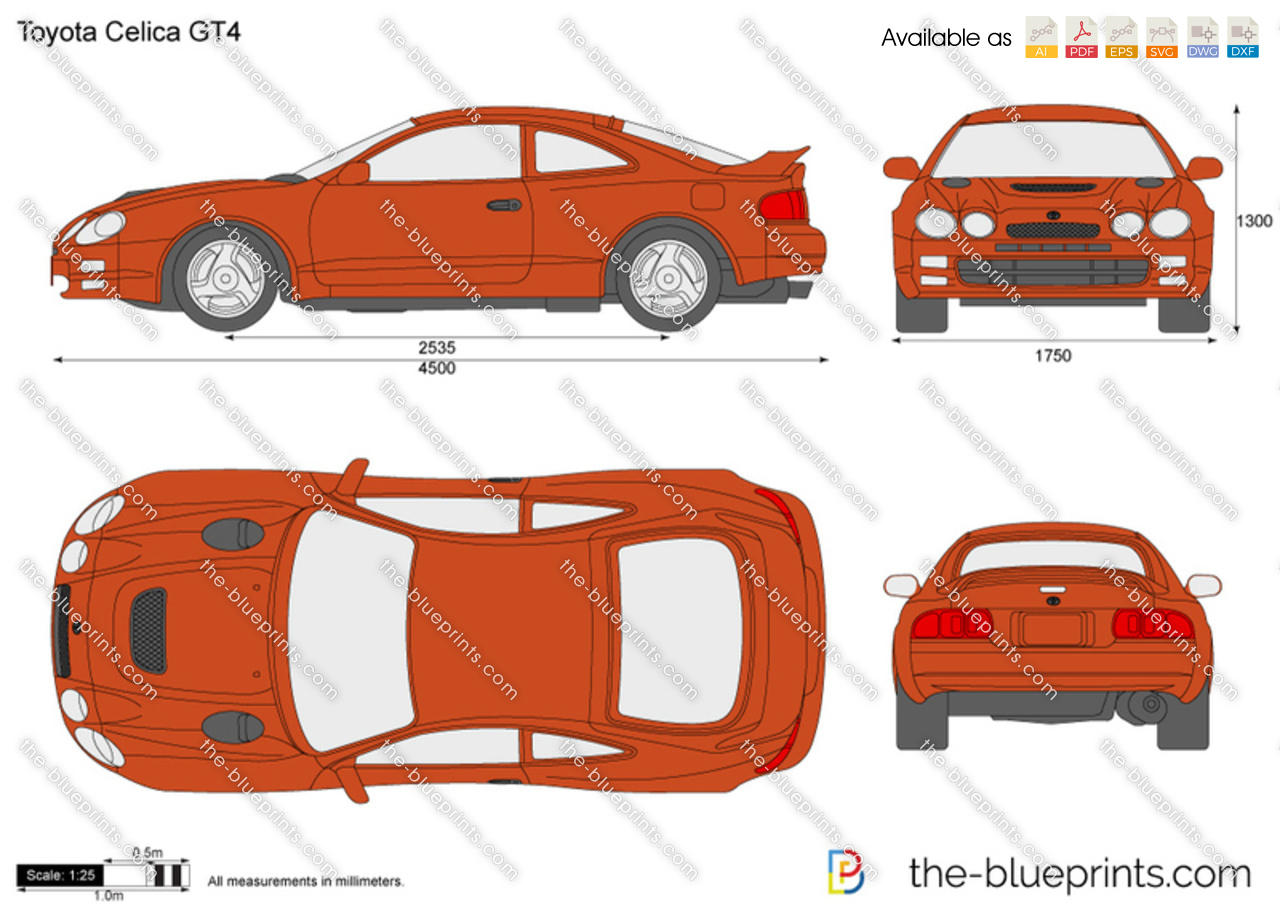 Toyota Celica GT4
Available as
AI PDF EPS SVG DWG DXF
2535
4500
1300
1750
0.5m
Scale: 1:25
1.0m
All measurements in millimeters.
the-blueprints.com